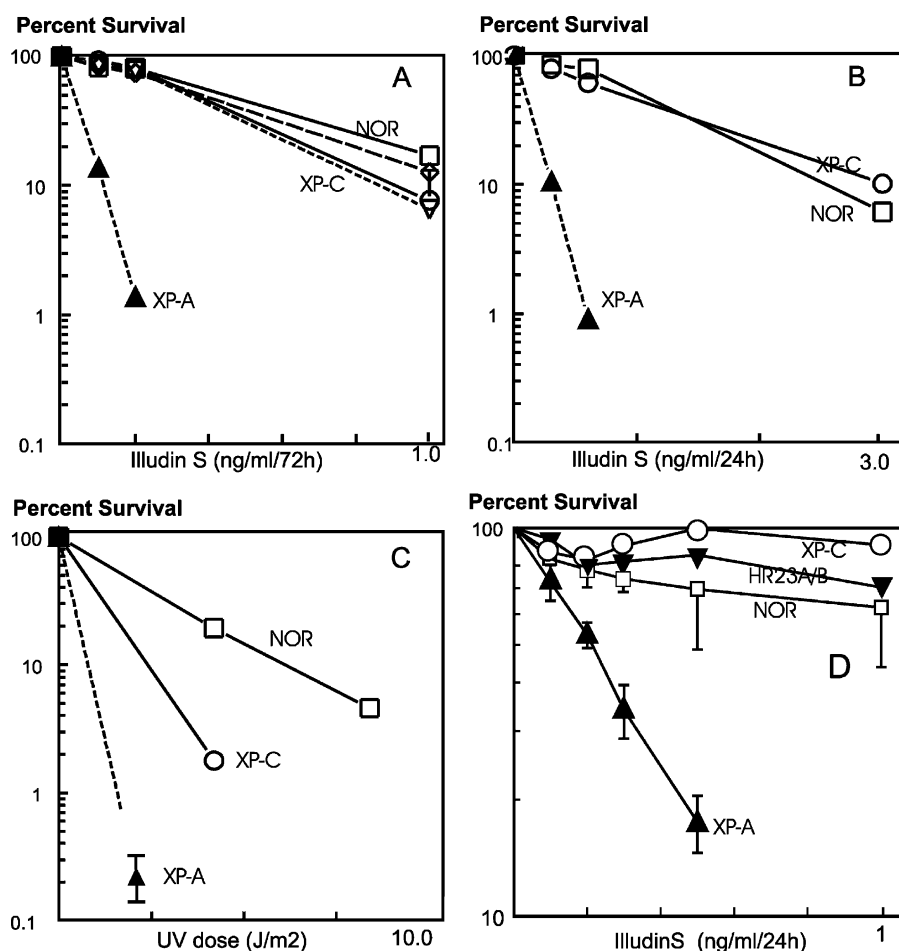 Percent Survival
100
A
NOR
10
XP-C
XP-A
1
0.1
Illudin S (ng/ml/72h)
1.0
Percent Survival
100
B
XP-C
10
NOR
XP-A
1
0.1
Illudin S (ng/ml/24h)
3.0
Percent Survival
100
C
NOR
10
XP-C
1
XP-A
0.1
UV dose (J/m2)
10.0
Percent Survival
100
XP-C
HR23A/B
NOR
D
XP-A
10
IlludinS (ng/ml/24h)
1